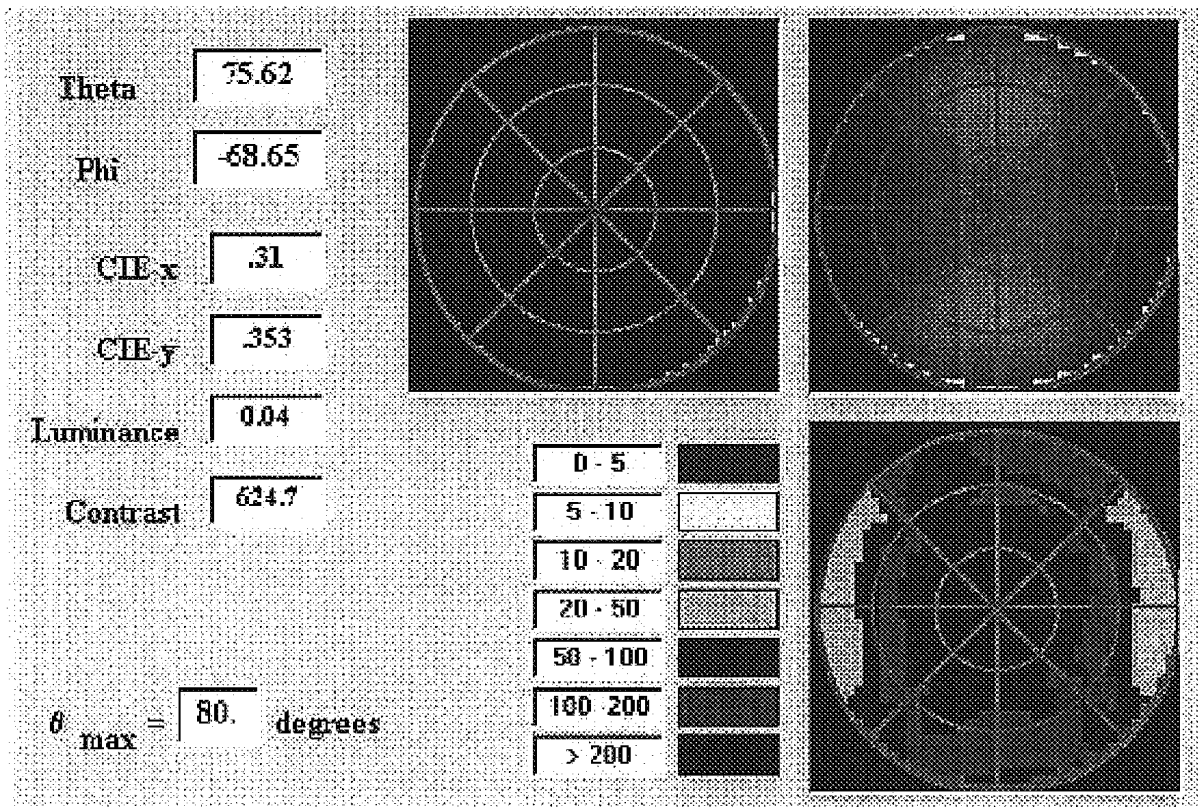 Theta 75.62
Phi -68.65
CIE-x .31
CIE-y .353
Luminance 0.04
Contrast 624.7
0 - 5
5 - 10
10 - 20
20 - 50
50 - 100
100 -200
> 200
θ max = 80. degrees